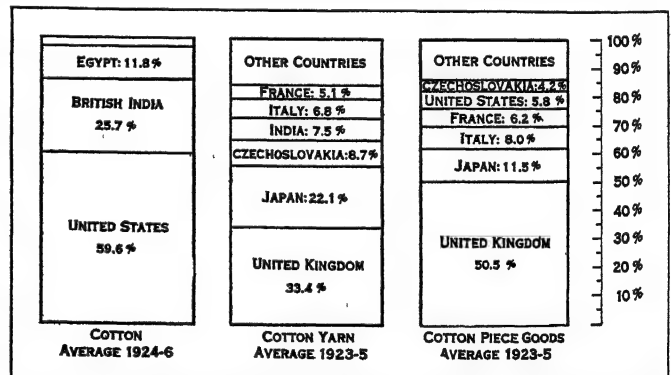 EGYPT: 11.8%
BRITISH INDIA
25.7 %
UNITED STATES
59.6 %
COTTON
AVERAGE 1924-6
OTHER COUNTRIES
FRANCE: 5.1 %
ITALY: 6.8 %
INDIA: 7.5 %
CZECHOSLOVAKIA: 8.7%
JAPAN: 22.1 %
UNITED KINGDOM
33.4 %
COTTON YARN
AVERAGE 1923-5
OTHER COUNTRIES
CZECHOSLOVAKIA: 4.2%
UNITED STATES: 5.8 %
FRANCE: 6.2 %
ITALY: 8.0%
JAPAN: 11.5%
UNITED KINGDOM
50.5 %
COTTON PIECE GOODS
AVERAGE 1923-5
100 %
90%
80%
70%
60%
50%
40%
30%
20%
10%